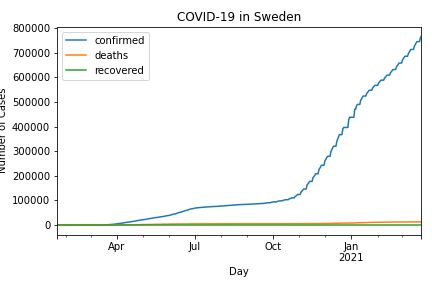 COVID-19 in Sweden
confirmed
deaths
recovered
800000
700000
600000
500000
400000
300000
200000
100000
0
Number of Cases
Apr
Jul
Oct
Jan
2021
Day